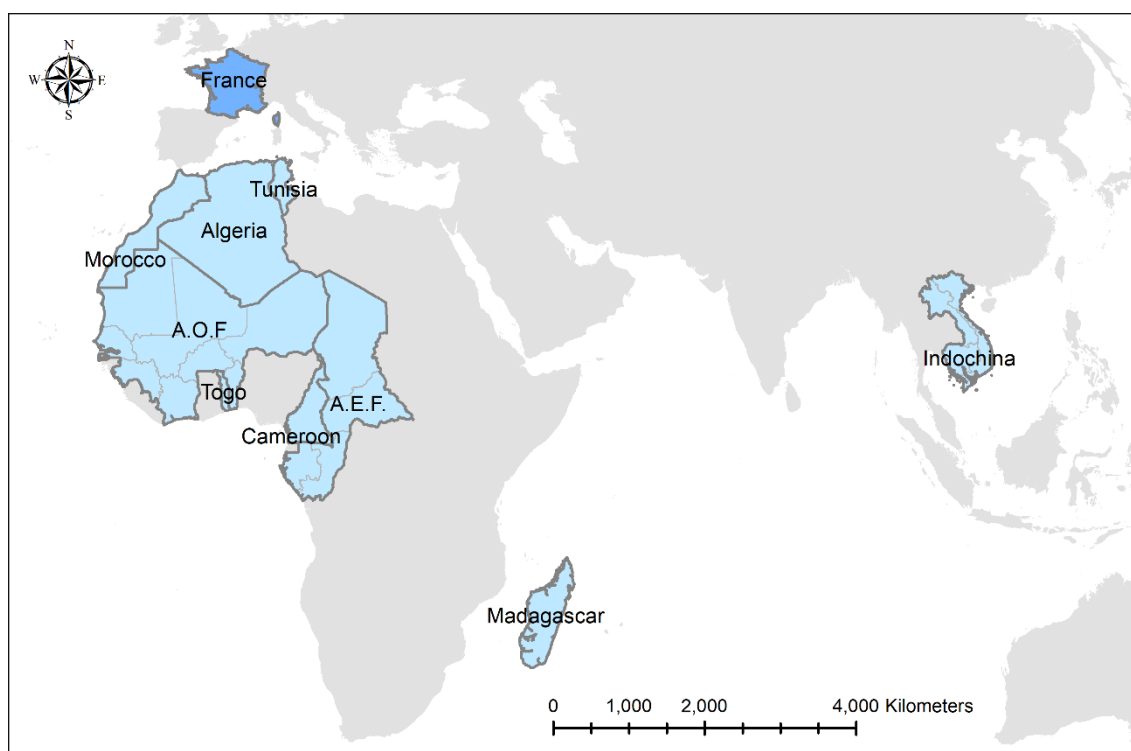 N
W E
S
France
Tunisia
Algeria
Morocco
A.O.F
Togo
A.E.F.
Cameroon
Indochina
Madagascar
0 1,000 2,000 4,000 Kilometers